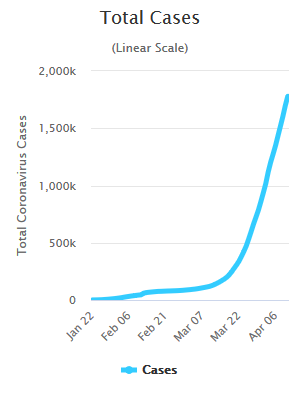 Total Cases
(Linear Scale)
Total Coronavirus Cases
2,000k
1,500k
1,000k
500k
0
Jan 22
Feb 06
Feb 21
Mar 07
Mar 22
Apr 06
Cases